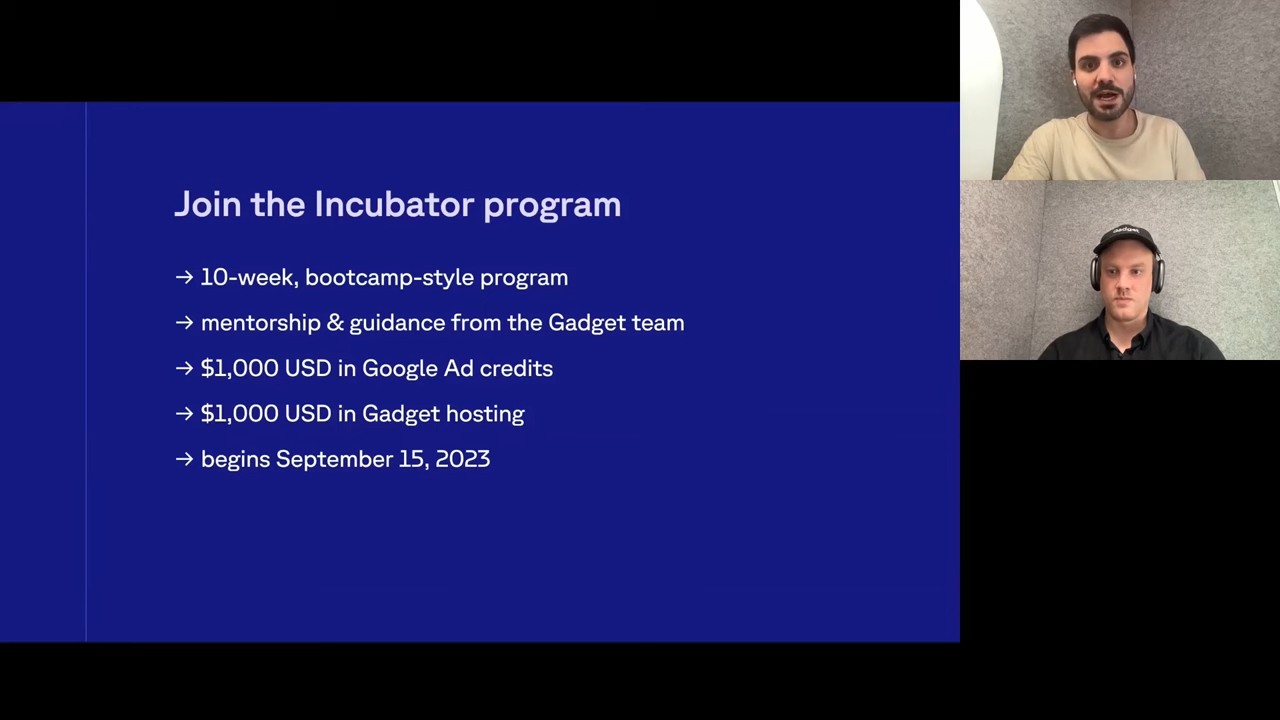 Join the Incubator program
→ 10-week, bootcamp-style program
→ mentorship & guidance from the Gadget team
→ $1,000 USD in Google Ad credits
→ $1,000 USD in Gadget hosting
→ begins September 15, 2023
gadget